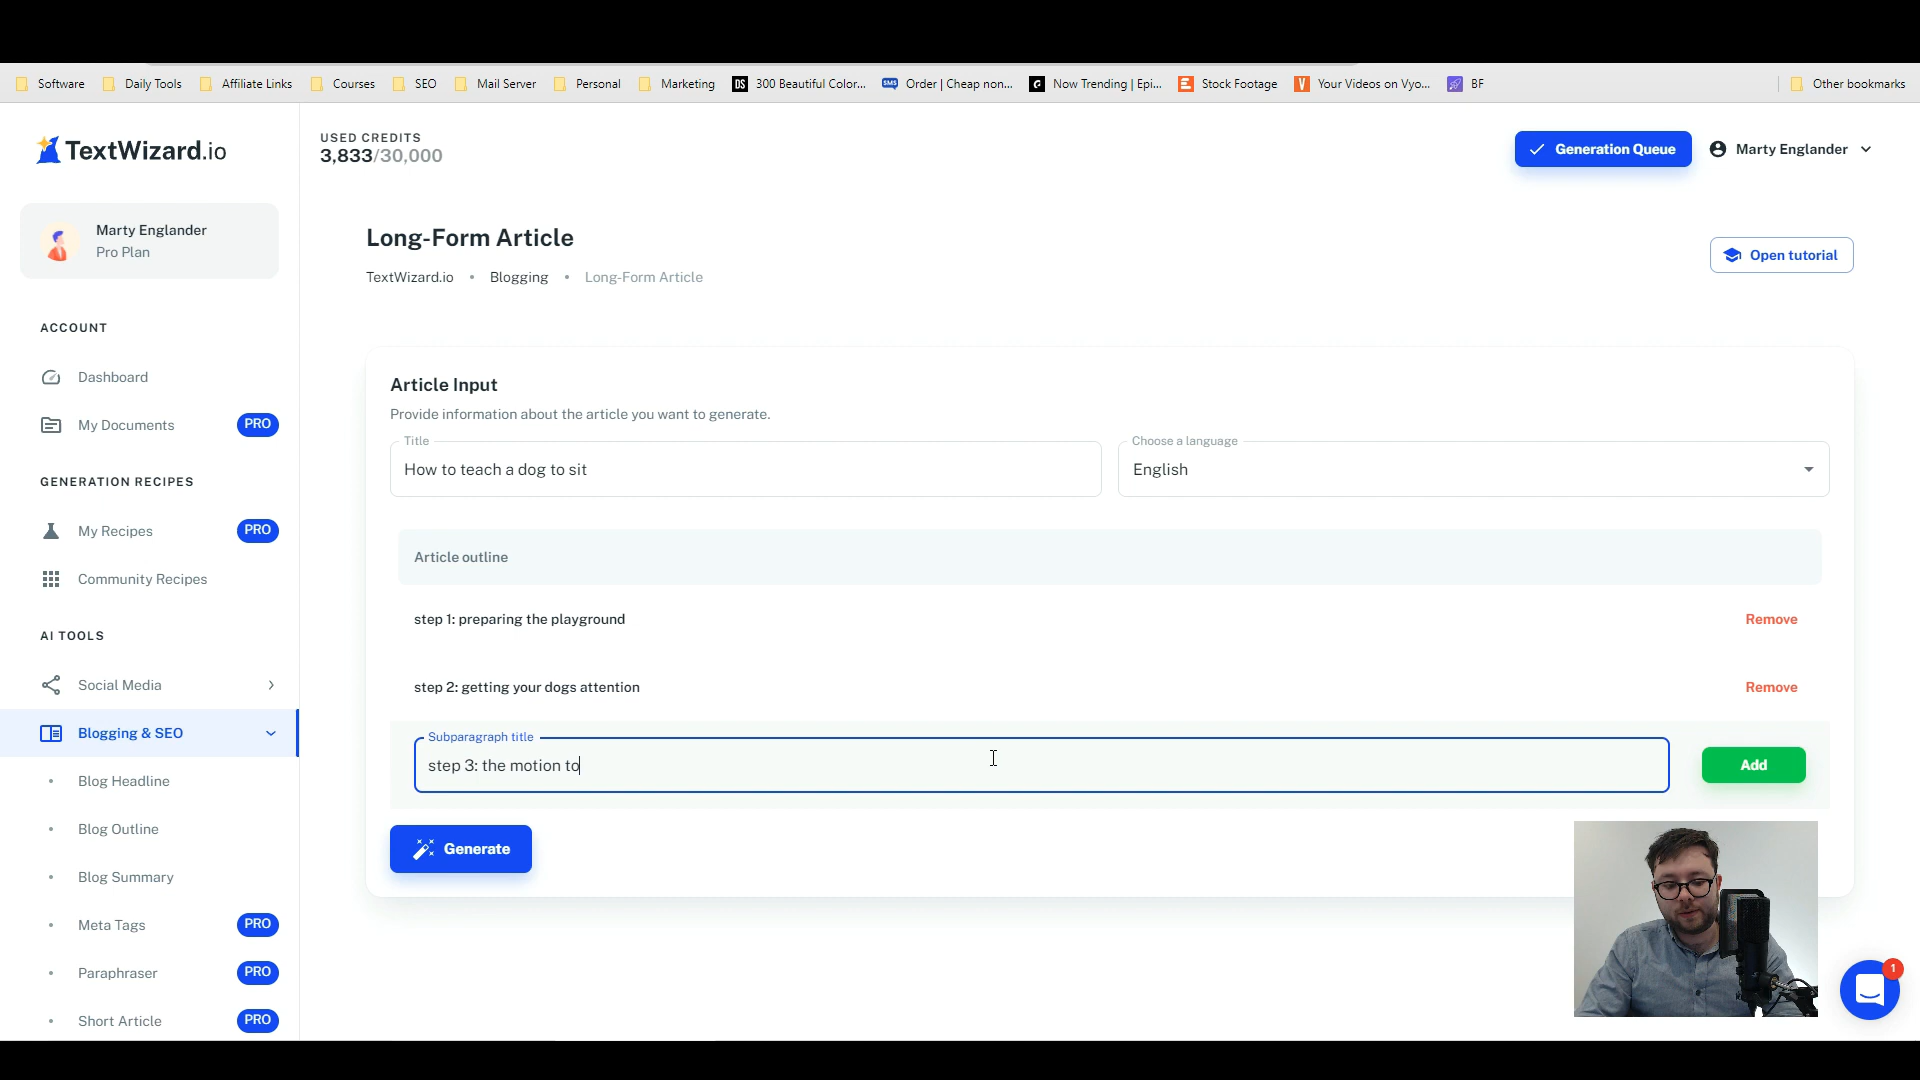 Software
Daily Tools
Affiliate Links
Courses
SEO
Mail Server
Personal
Marketing
DS 300 Beautiful Color...
SMS Order | Cheap non...
Now Trending | Epi...
Stock Footage
V Your Videos on Vyo...
BF
Other bookmarks
TextWizard.io
USED CREDITS
3,833/30,000
Generation Queue
Marty Englander
Marty Englander
Pro Plan
ACCOUNT
Dashboard
My Documents PRO
GENERATION RECIPES
My Recipes PRO
Community Recipes
AI TOOLS
Social Media
Blogging & SEO
Blog Headline
Blog Outline
Blog Summary
Meta Tags PRO
Paraphraser PRO
Short Article PRO
Long-Form Article
TextWizard.io • Blogging • Long-Form Article
Open tutorial
Article Input
Provide information about the article you want to generate.
Title
How to teach a dog to sit
Choose a language
English
Article outline
step 1: preparing the playground
Remove
step 2: getting your dogs attention
Remove
Subparagraph title
step 3: the motion to
Add
Generate
1